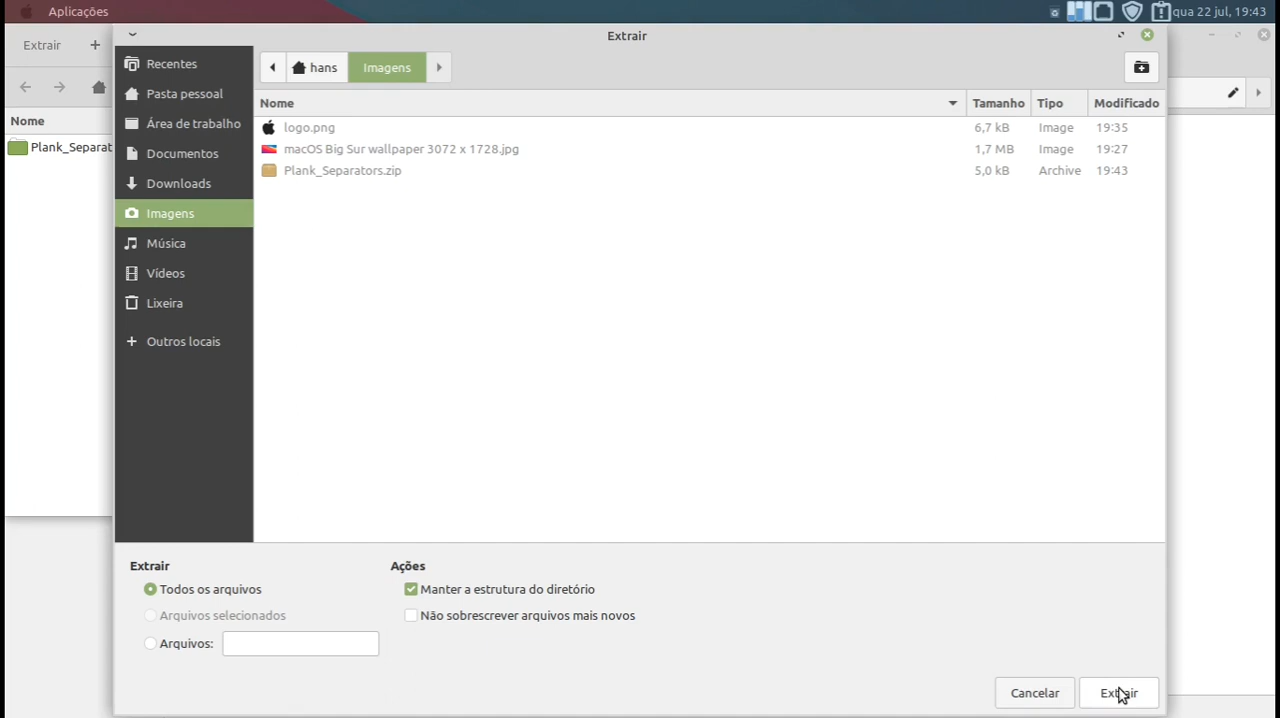 Aplicações
qua 22 jul, 19:43
Extrair
Extrair
Nome
Plank_Separat
Recentes
Pasta pessoal
Área de trabalho
Documentos
Downloads
Imagens
Música
Vídeos
Lixeira
Outros locais
hans
Imagens
Nome Tamanho Tipo Modificado
logo.png 6,7 kB Image 19:35
macOS Big Sur wallpaper 3072 x 1728.jpg 1,7 MB Image 19:27
Plank_Separators.zip 5,0 kB Archive 19:43
Extrair
Todos os arquivos
Arquivos selecionados
Arquivos:
Ações
Manter a estrutura do diretório
Não sobrescrever arquivos mais novos
Cancelar
Extrair